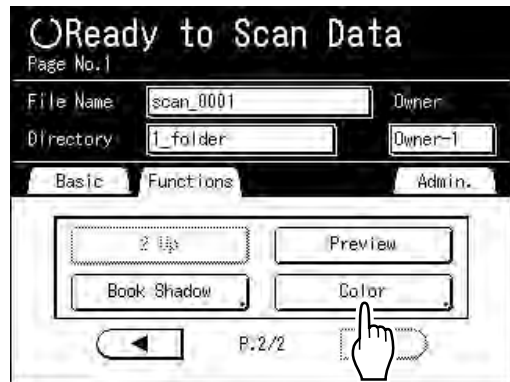 Ready to Scan Data
Page No.1
File Name scan_0001 Owner
Directory 1_folder Owner-1
Basic Functions Admin.
2 Up Preview
Book Shadow Color
P.2/2